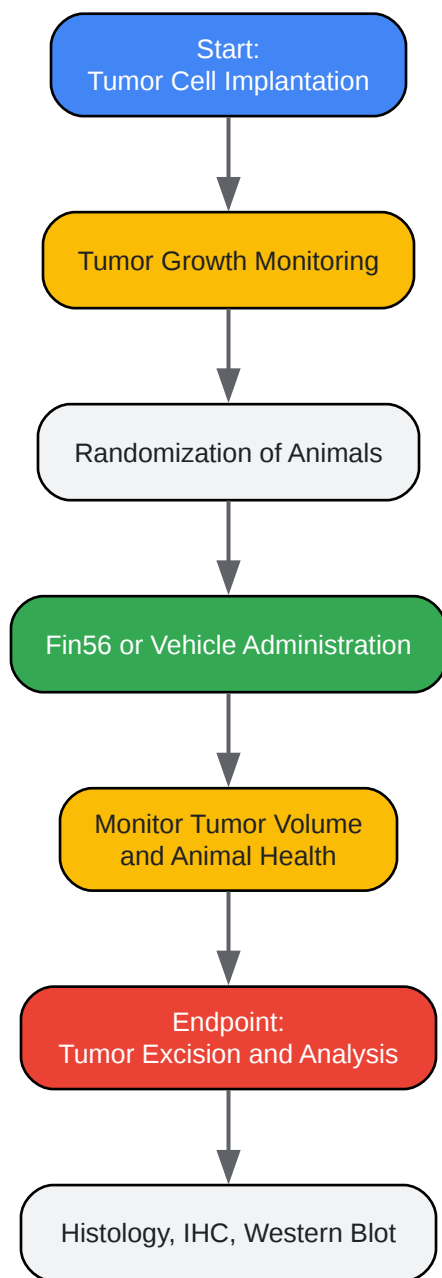 Start:
Tumor Cell Implantation
Tumor Growth Monitoring
Randomization of Animals
Fin56 or Vehicle Administration
Monitor Tumor Volume
and Animal Health
Endpoint:
Tumor Excision and Analysis
Histology, IHC, Western Blot